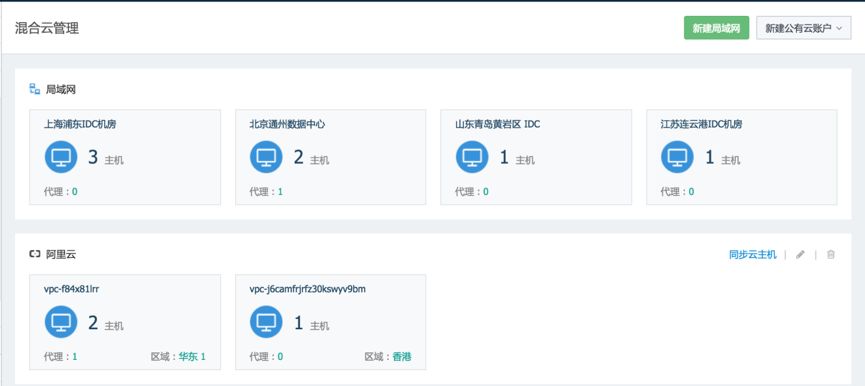 混合云管理
新建局域网 新建公有云账户
局域网
上海浦东IDC机房 北京通州数据中心 山东青岛黄岩区 IDC 江苏连云港IDC机房
3 主机 2 主机 1 主机 1 主机
代理：0 代理：1 代理：0 代理：0
阿里云 同步云主机
vpc-f84x81lrr vpc-j6camfrjrfz30kswyv9bm
2 主机 1 主机
代理：1 区域：华东 1 代理：0 区域：香港